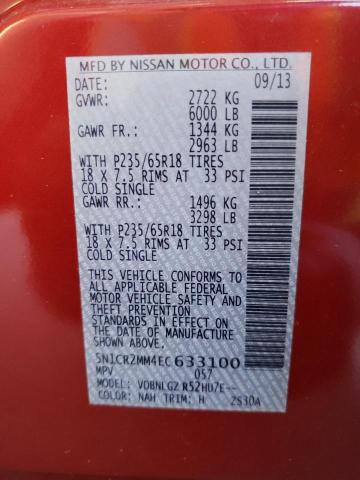 MFD BY NISSAN MOTOR CO., LTD.
DATE: 09/13
GVWR: 2722 KG
6000 LB
GAWR FR.: 1344 KG
2963 LB
WITH P235/65R18 TIRES
18 X 7.5 RIMS AT 33 PSI
COLD SINGLE
GAWR RR.: 1496 KG
3298 LB
WITH P235/65R18 TIRES
18 X 7.5 RIMS AT 33 PSI
COLD SINGLE
THIS VEHICLE CONFORMS TO
ALL APPLICABLE FEDERAL
MOTOR VEHICLE SAFETY AND
THEFT PREVENTION
STANDARDS IN EFFECT ON
THE DATE OF MANUFACTURE
SHOWN ABOVE.
5N1CR2MM4EC633100
MPV 057
MODEL: VOBNLGZ R52HU7E--
COLOR: NAH TRIM: H 2S30A